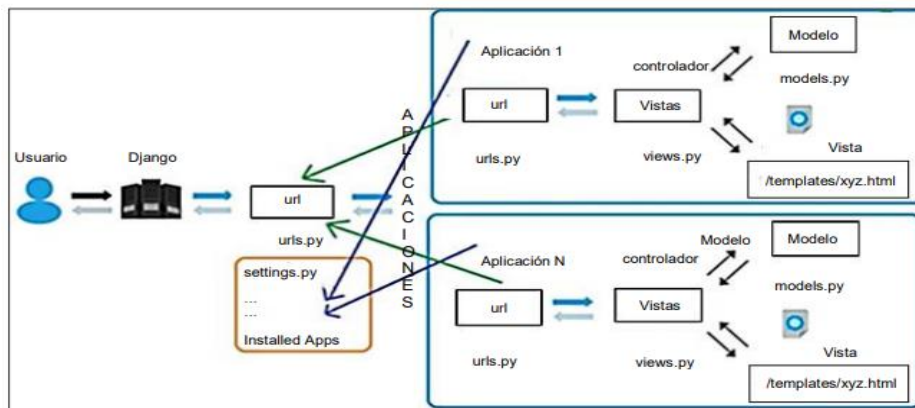 Usuario
Django
url
urls.py
settings.py
...
...
Installed Apps
APLICACIONES
Aplicación 1
url
urls.py
controlador
Vistas
views.py
Modelo
models.py
Vista
/templates/xyz.html
Aplicación N
url
urls.py
controlador
Vistas
views.py
Modelo
Modelo
models.py
Vista
/templates/xyz.html